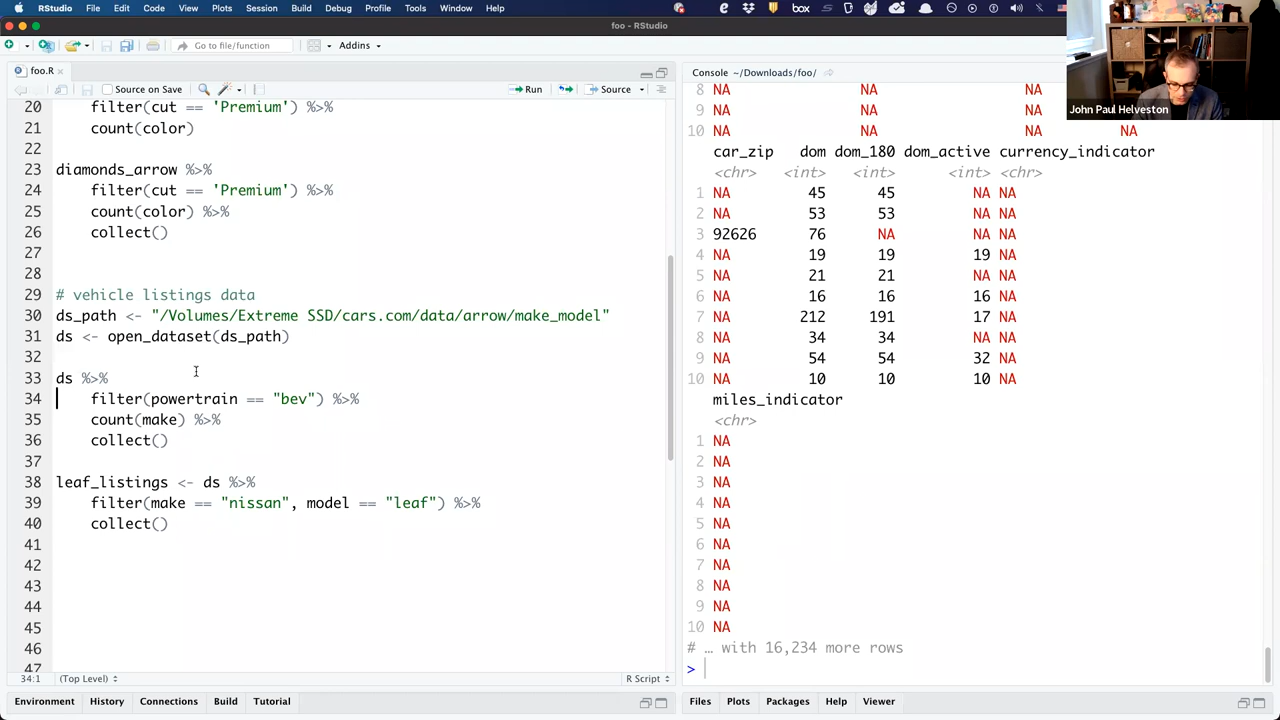 RStudio File Edit Code View Plots Session Build Debug Profile Tools Window Help
box
foo - RStudio
Go to file/function
Addins
foo.R
Source on Save
Run
Source
20 filter(cut == 'Premium') %>%
21 count(color)
22
23 diamonds_arrow %>%
24 filter(cut == 'Premium') %>%
25 count(color) %>%
26 collect()
27
28
29 # vehicle listings data
30 ds_path <- "/Volumes/Extreme SSD/cars.com/data/arrow/make_model"
31 ds <- open_dataset(ds_path)
32
33 ds %>%
34 filter(powertrain == "bev") %>%
35 count(make) %>%
36 collect()
37
38 leaf_listings <- ds %>%
39 filter(make == "nissan", model == "leaf") %>%
40 collect()
41
42
43
44
45
46
47
34:1 (Top Level) R Script
Environment History Connections Build Tutorial
Console ~/Downloads/foo/
8 NA NA NA
9 NA NA NA
10 NA NA NA NA
car_zip dom dom_180 dom_active currency_indicator
<chr> <int> <int> <int> <chr>
1 NA 45 45 NA NA
2 NA 53 53 NA NA
3 92626 76 NA NA NA
4 NA 19 19 19 NA
5 NA 21 21 NA NA
6 NA 16 16 16 NA
7 NA 212 191 17 NA
8 NA 34 34 NA NA
9 NA 54 54 32 NA
10 NA 10 10 10 NA
miles_indicator
<chr>
1 NA
2 NA
3 NA
4 NA
5 NA
6 NA
7 NA
8 NA
9 NA
10 NA
# … with 16,234 more rows
>
Files Plots Packages Help Viewer
John Paul Helveston